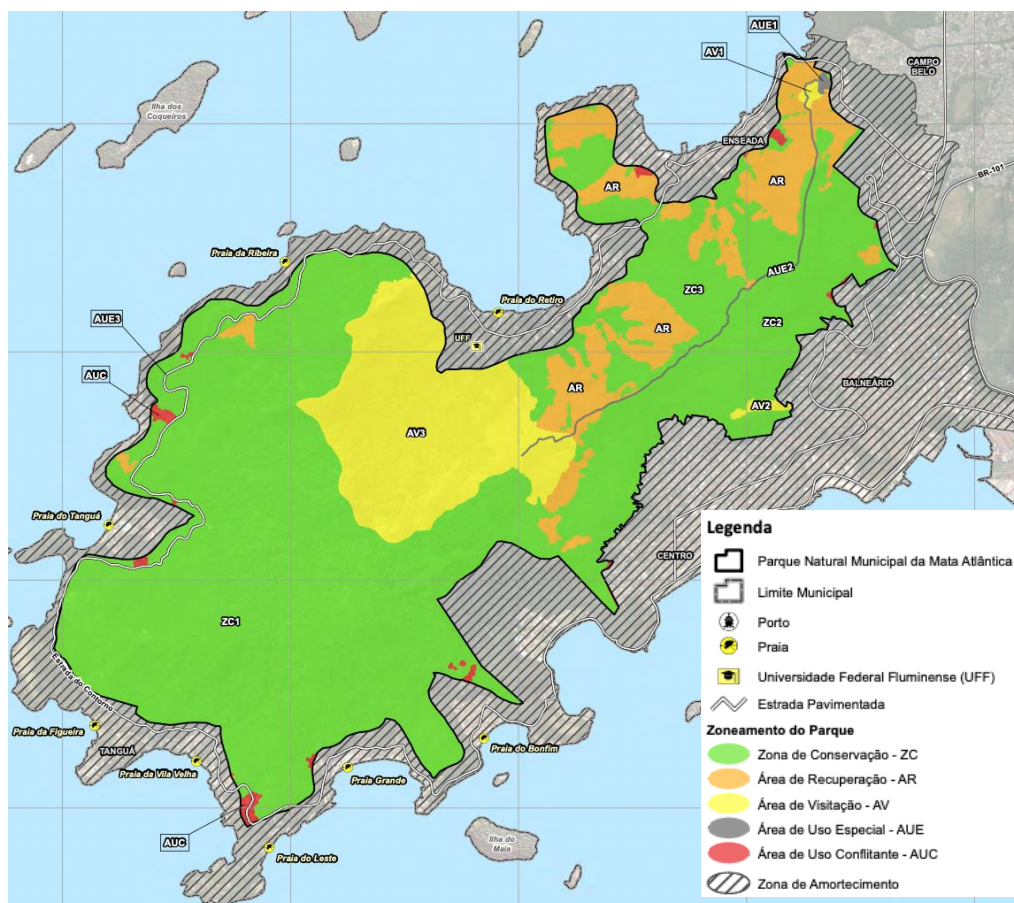 AUE1
AV1
CAMPO
BELO
Ilha dos
Coqueiros
ENSEADA
BR-101
AR
AR
Praia da Ribeira
AUE2
ZC3
Praia do Retiro
AUE3
ZC2
AR
UFF
AUC
BALNEÁRIO
AR
AV2
AV3
Praia do Tanguá
CENTRO
ZC1
Estrada do Contorno
Praia da Figueira
TANGUÁ
Praia do Bonfim
Praia da Vila Velha
Praia Grande
AUC
Ilha do
Maia
Praia do Leste
Legenda
Parque Natural Municipal da Mata Atlântica
Limite Municipal
Porto
Praia
Universidade Federal Fluminense (UFF)
Estrada Pavimentada
Zoneamento do Parque
Zona de Conservação - ZC
Área de Recuperação - AR
Área de Visitação - AV
Área de Uso Especial - AUE
Área de Uso Conflitante - AUC
Zona de Amortecimento